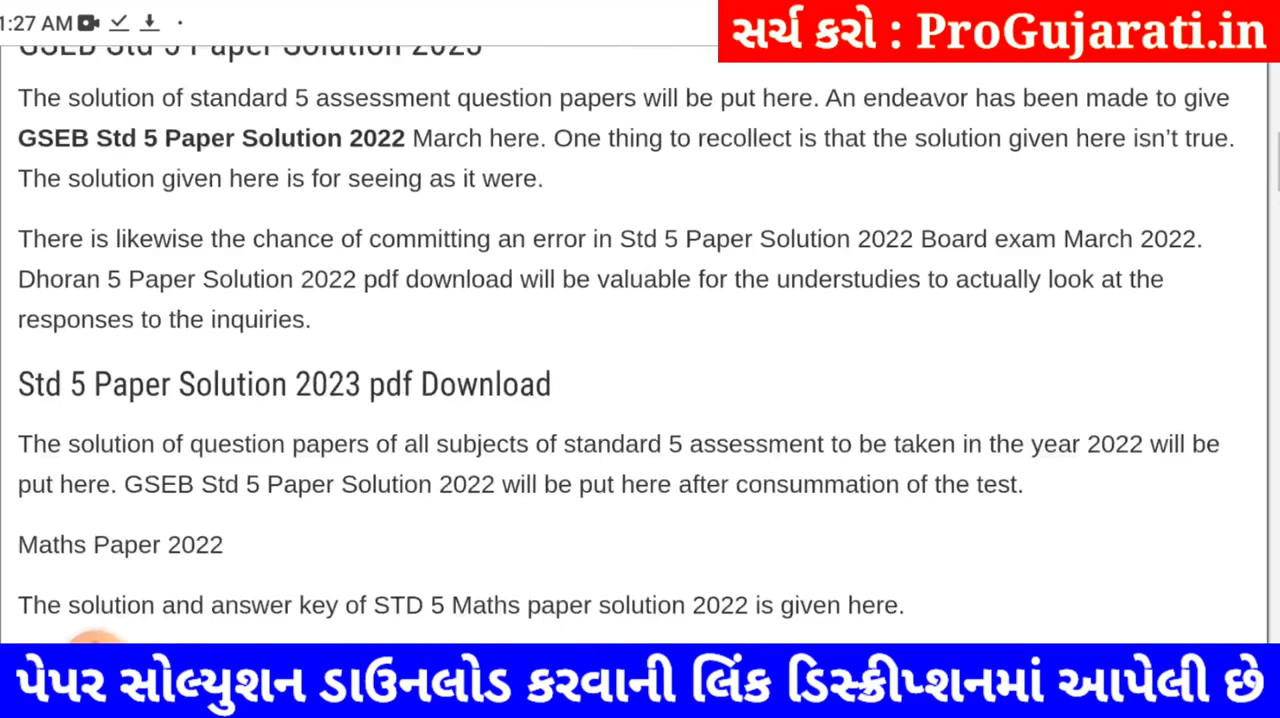 1:27 AM
સર્ચ કરો : ProGujarati.in
GSEB Std 5 Paper Solution 2023
The solution of standard 5 assessment question papers will be put here. An endeavor has been made to give
GSEB Std 5 Paper Solution 2022 March here. One thing to recollect is that the solution given here isn’t true.
The solution given here is for seeing as it were.
There is likewise the chance of committing an error in Std 5 Paper Solution 2022 Board exam March 2022.
Dhoran 5 Paper Solution 2022 pdf download will be valuable for the understudies to actually look at the
responses to the inquiries.
Std 5 Paper Solution 2023 pdf Download
The solution of question papers of all subjects of standard 5 assessment to be taken in the year 2022 will be
put here. GSEB Std 5 Paper Solution 2022 will be put here after consummation of the test.
Maths Paper 2022
The solution and answer key of STD 5 Maths paper solution 2022 is given here.
પેપર સોલ્યુશન ડાઉનલોડ કરવાની લિંક ડિસ્ક્રીપ્શનમાં આપેલી છે